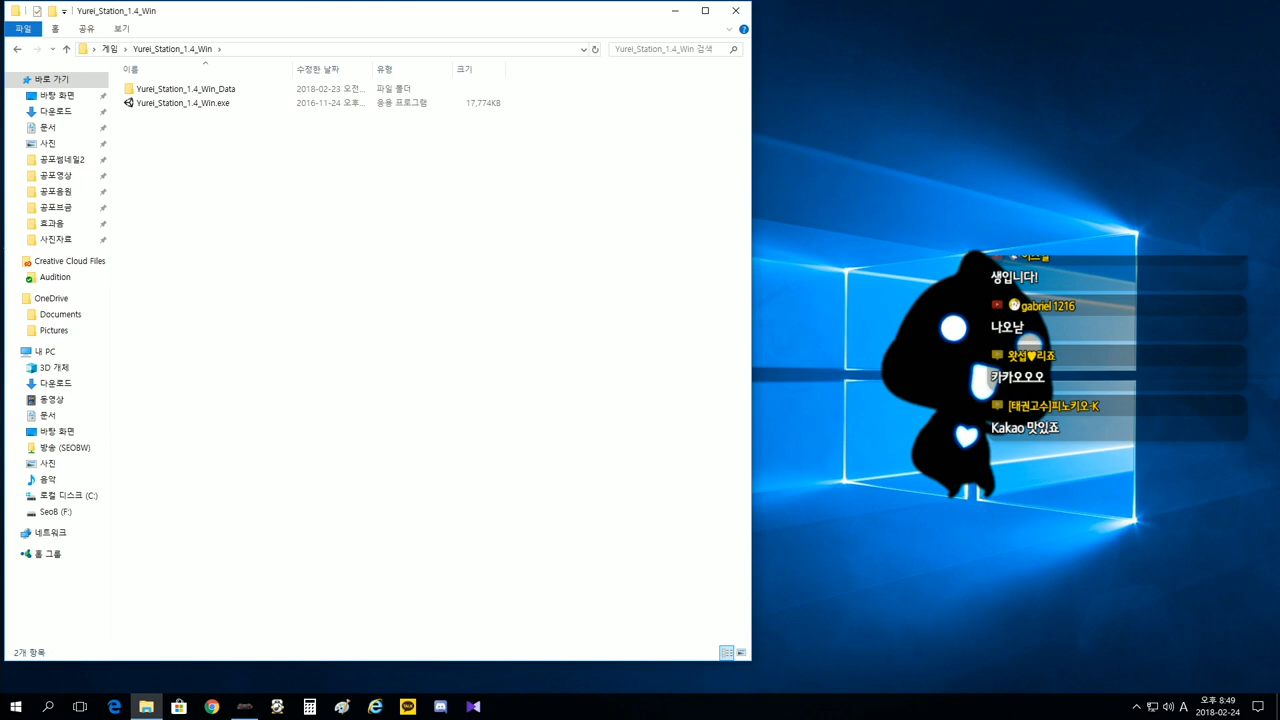 Yurei_Station_1.4_Win
파일 홈 공유 보기
게임 Yurei_Station_1.4_Win
Yurei_Station_1.4_Win 검색
이름 수정한 날짜 유형 크기
Yurei_Station_1.4_Win_Data 2018-02-23 오전... 파일 폴더
Yurei_Station_1.4_Win.exe 2016-11-24 오후... 응용 프로그램 17,774KB
바로 가기
바탕 화면
다운로드
문서
사진
공포썸네일2
공포영상
공포음원
공포브금
효과음
사진자료
Creative Cloud Files
Audition
OneDrive
Documents
Pictures
내 PC
3D 개체
다운로드
동영상
문서
바탕 화면
방송 (SEOBW)
사진
음악
로컬 디스크 (C:)
SeoB (F:)
네트워크
홈 그룹
2개 항목
생입니다!
gabriel 1216
나오낟
왓섭♥리죠
카카오오오
[태권고수]피노키오-K
Kakao 맛있죠
TALK
A
오후 8:49
2018-02-24